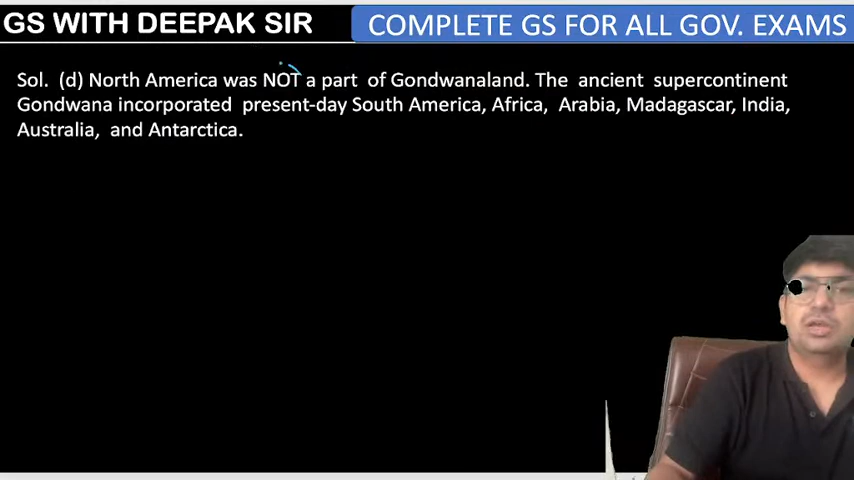 GS WITH DEEPAK SIR
COMPLETE GS FOR ALL GOV. EXAMS
Sol. (d) North America was NOT a part of Gondwanaland. The ancient supercontinent
Gondwana incorporated present-day South America, Africa, Arabia, Madagascar, India,
Australia, and Antarctica.